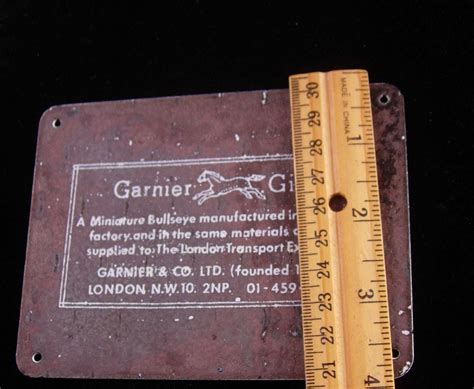 Garnier Gi
A Miniature Bullseye manufactured in
factory and in the same materials
supplied to The London Transport Ex
GARNIER & CO. LTD. (founded 1
LONDON N.W.10. 2NP. 01-459
MADE IN CHINA
30
29
28
27
26
25
24
23
22
21
1
2
3